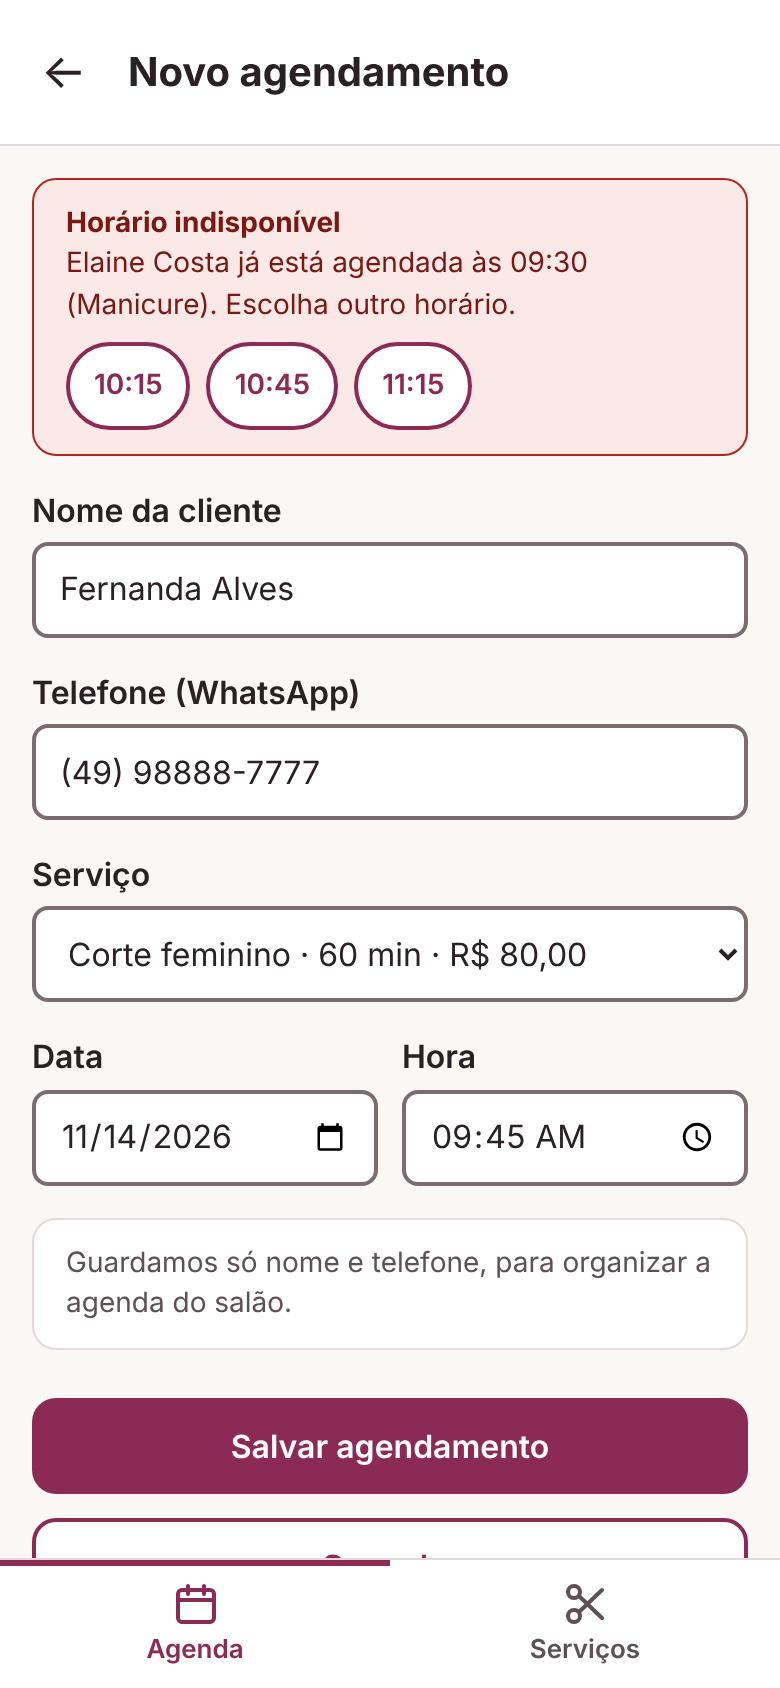 Novo agendamento
Horário indisponível
Elaine Costa já está agendada às 09:30
(Manicure). Escolha outro horário.
10:15 10:45 11:15
Nome da cliente
Fernanda Alves
Telefone (WhatsApp)
(49) 98888-7777
Serviço
Corte feminino · 60 min · R$ 80,00
Data Hora
11/14/2026 09:45 AM
Guardamos só nome e telefone, para organizar a
agenda do salão.
Salvar agendamento
Agenda Serviços